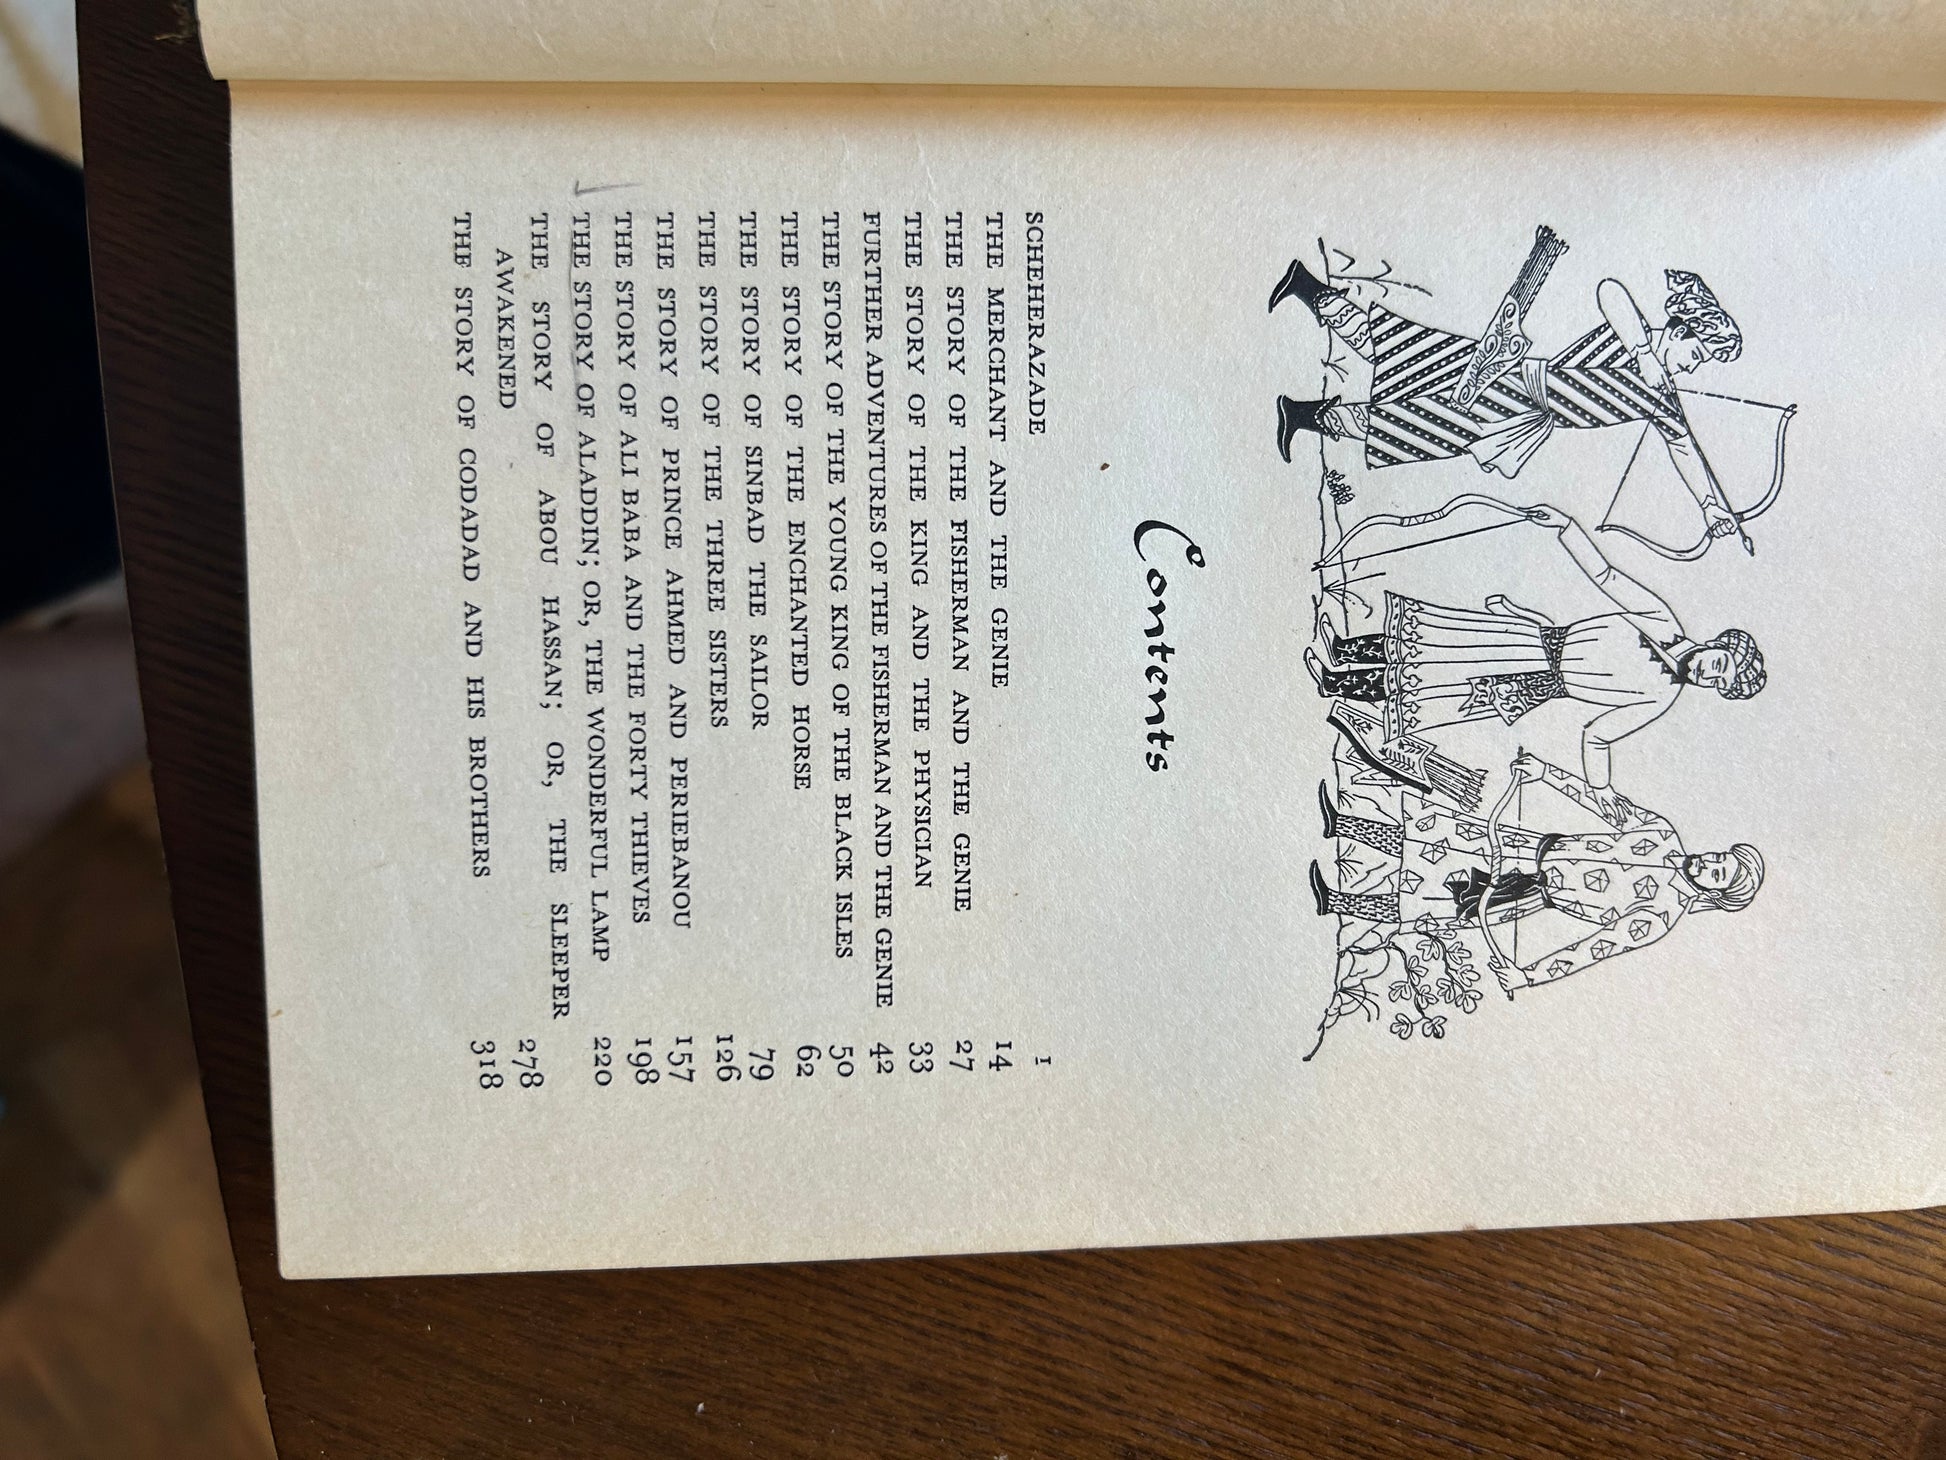 Contents
SCHEHERAZADE 1
THE MERCHANT AND THE GENIE 14
THE STORY OF THE FISHERMAN AND THE GENIE 27
THE STORY OF THE KING AND THE PHYSICIAN 33
FURTHER ADVENTURES OF THE FISHERMAN AND THE GENIE 42
THE STORY OF THE YOUNG KING OF THE BLACK ISLES 50
THE STORY OF THE ENCHANTED HORSE 62
THE STORY OF SINBAD THE SAILOR 79
THE STORY OF THE THREE SISTERS 126
THE STORY OF PRINCE AHMED AND PERIEBANOU 157
THE STORY OF ALI BABA AND THE FORTY THIEVES 198
THE STORY OF ALADDIN; OR, THE WONDERFUL LAMP 220
THE STORY OF ABOU HASSAN; OR, THE SLEEPER
AWAKENED 278
THE STORY OF CODADAD AND HIS BROTHERS 318